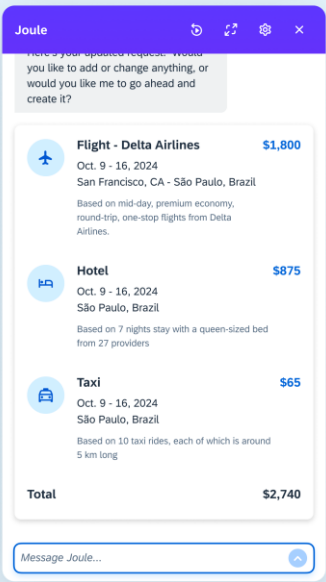 Joule
Here's your updated request. Would
you like to add or change anything, or
would you like me to go ahead and
create it?
Flight - Delta Airlines $1,800
Oct. 9 - 16, 2024
San Francisco, CA - São Paulo, Brazil
Based on mid-day, premium economy,
round-trip, one-stop flights from Delta
Airlines.
Hotel $875
Oct. 9 - 16, 2024
São Paulo, Brazil
Based on 7 nights stay with a queen-sized bed
from 27 providers
Taxi $65
Oct. 9 - 16, 2024
São Paulo, Brazil
Based on 10 taxi rides, each of which is around
5 km long
Total $2,740
Message Joule...